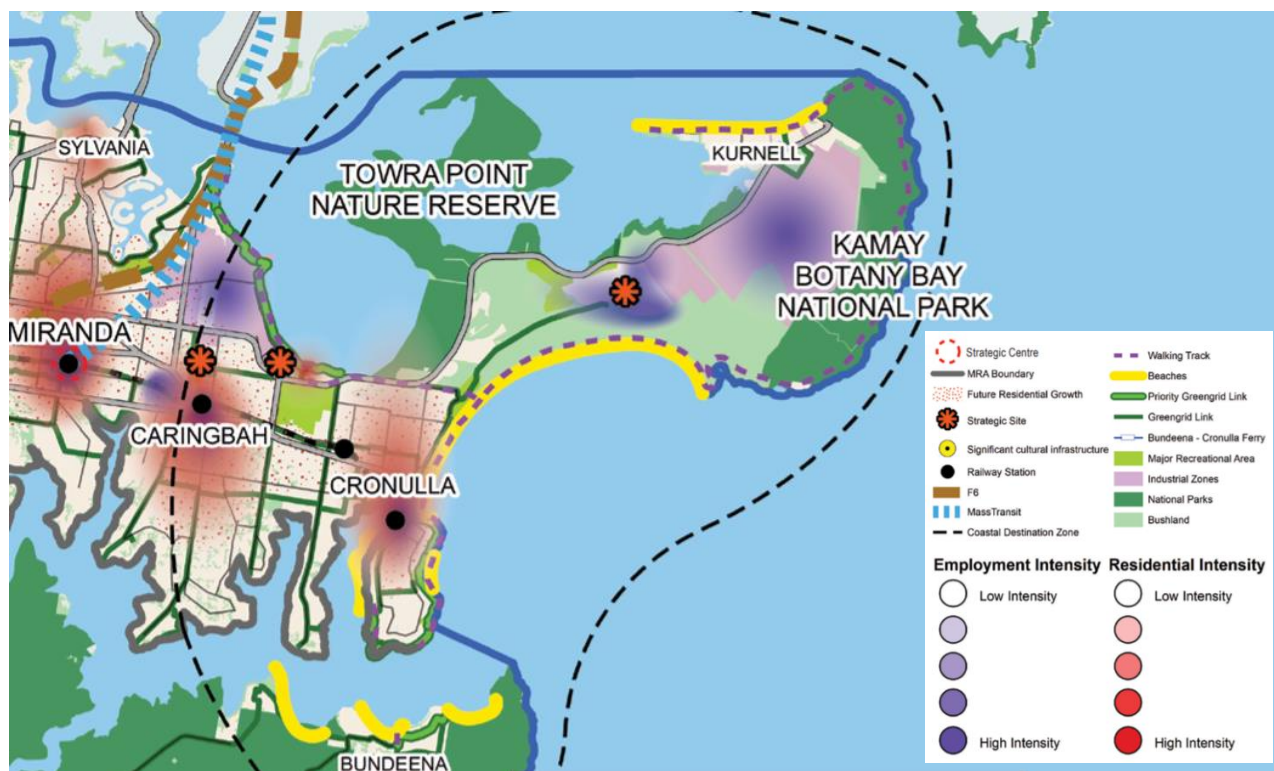 SYLVANIA
TOWRA POINT
NATURE RESERVE
KURNELL
KAMAY
BOTANY BAY
NATIONAL PARK
MIRANDA
CARINGBAH
CRONULLA
BUNDEENA
Strategic Centre
MRA Boundary
Future Residential Growth
Strategic Site
Significant cultural infrastructure
Railway Station
F6
MassTransit
Coastal Destination Zone
Walking Track
Beaches
Priority Greengrid Link
Greengrid Link
Bundeena - Cronulla Ferry
Major Recreational Area
Industrial Zones
National Parks
Bushland
Employment Intensity
Low Intensity
High Intensity
Residential Intensity
Low Intensity
High Intensity